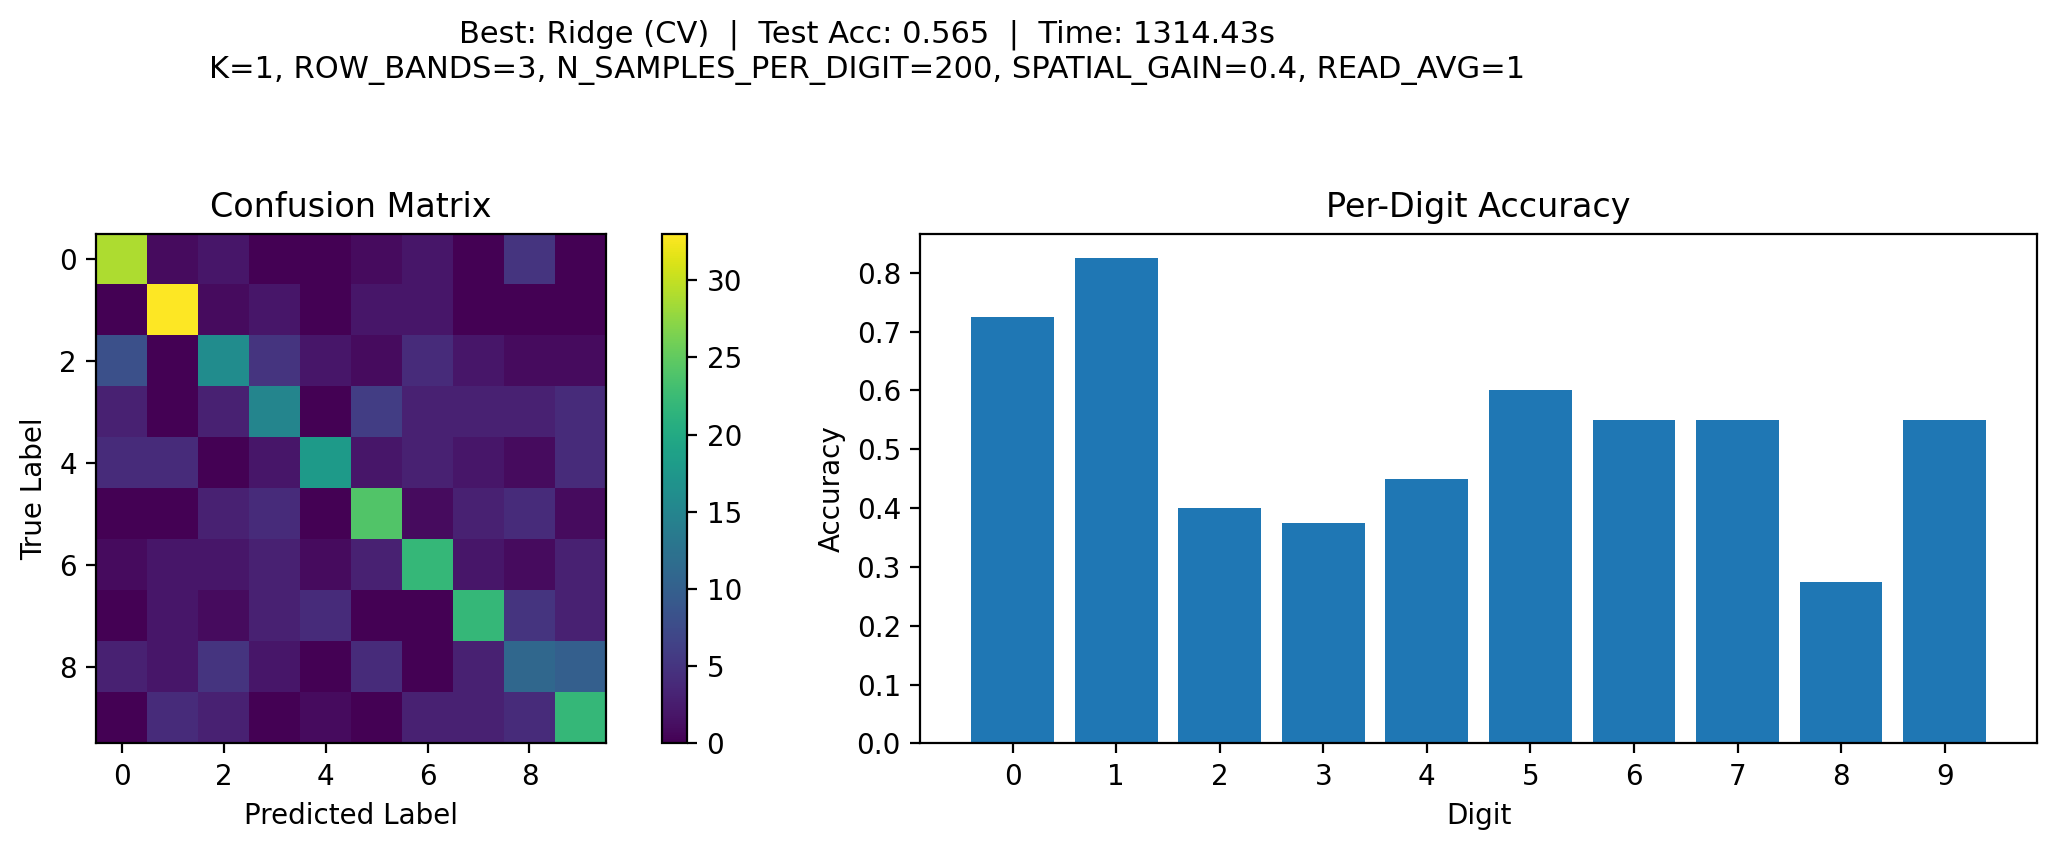 Best: Ridge (CV) | Test Acc: 0.565 | Time: 1314.43s
K=1, ROW_BANDS=3, N_SAMPLES_PER_DIGIT=200, SPATIAL_GAIN=0.4, READ_AVG=1
Confusion Matrix
0
2
4
6
8
True Label
0 2 4 6 8
Predicted Label
30
25
20
15
10
5
0
Per-Digit Accuracy
0.8
0.7
0.6
0.5
0.4
0.3
0.2
0.1
0.0
Accuracy
0 1 2 3 4 5 6 7 8 9
Digit